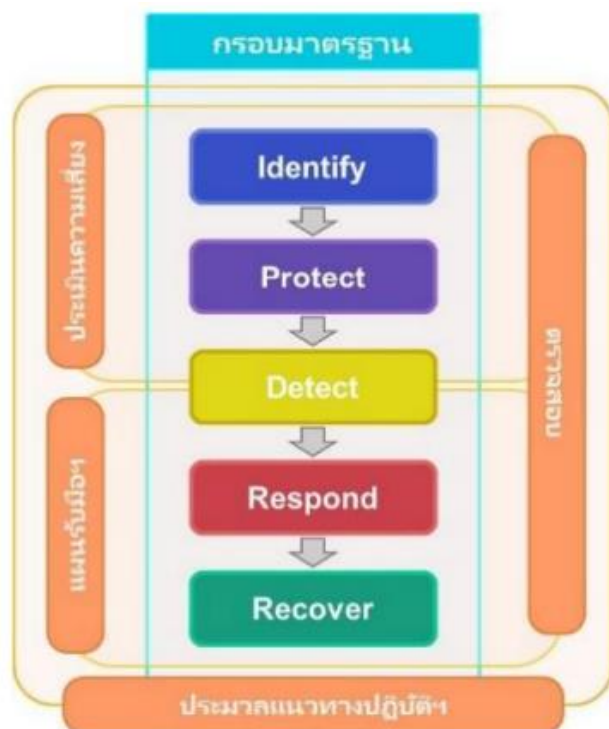 กรอบมาตรฐาน
Identify
ประเมินความเสี่ยง
Protect
Detect
ตรวจสอบ
Respond
แผนรับมือฯ
Recover
ประมวลแนวทางปฏิบัติฯ